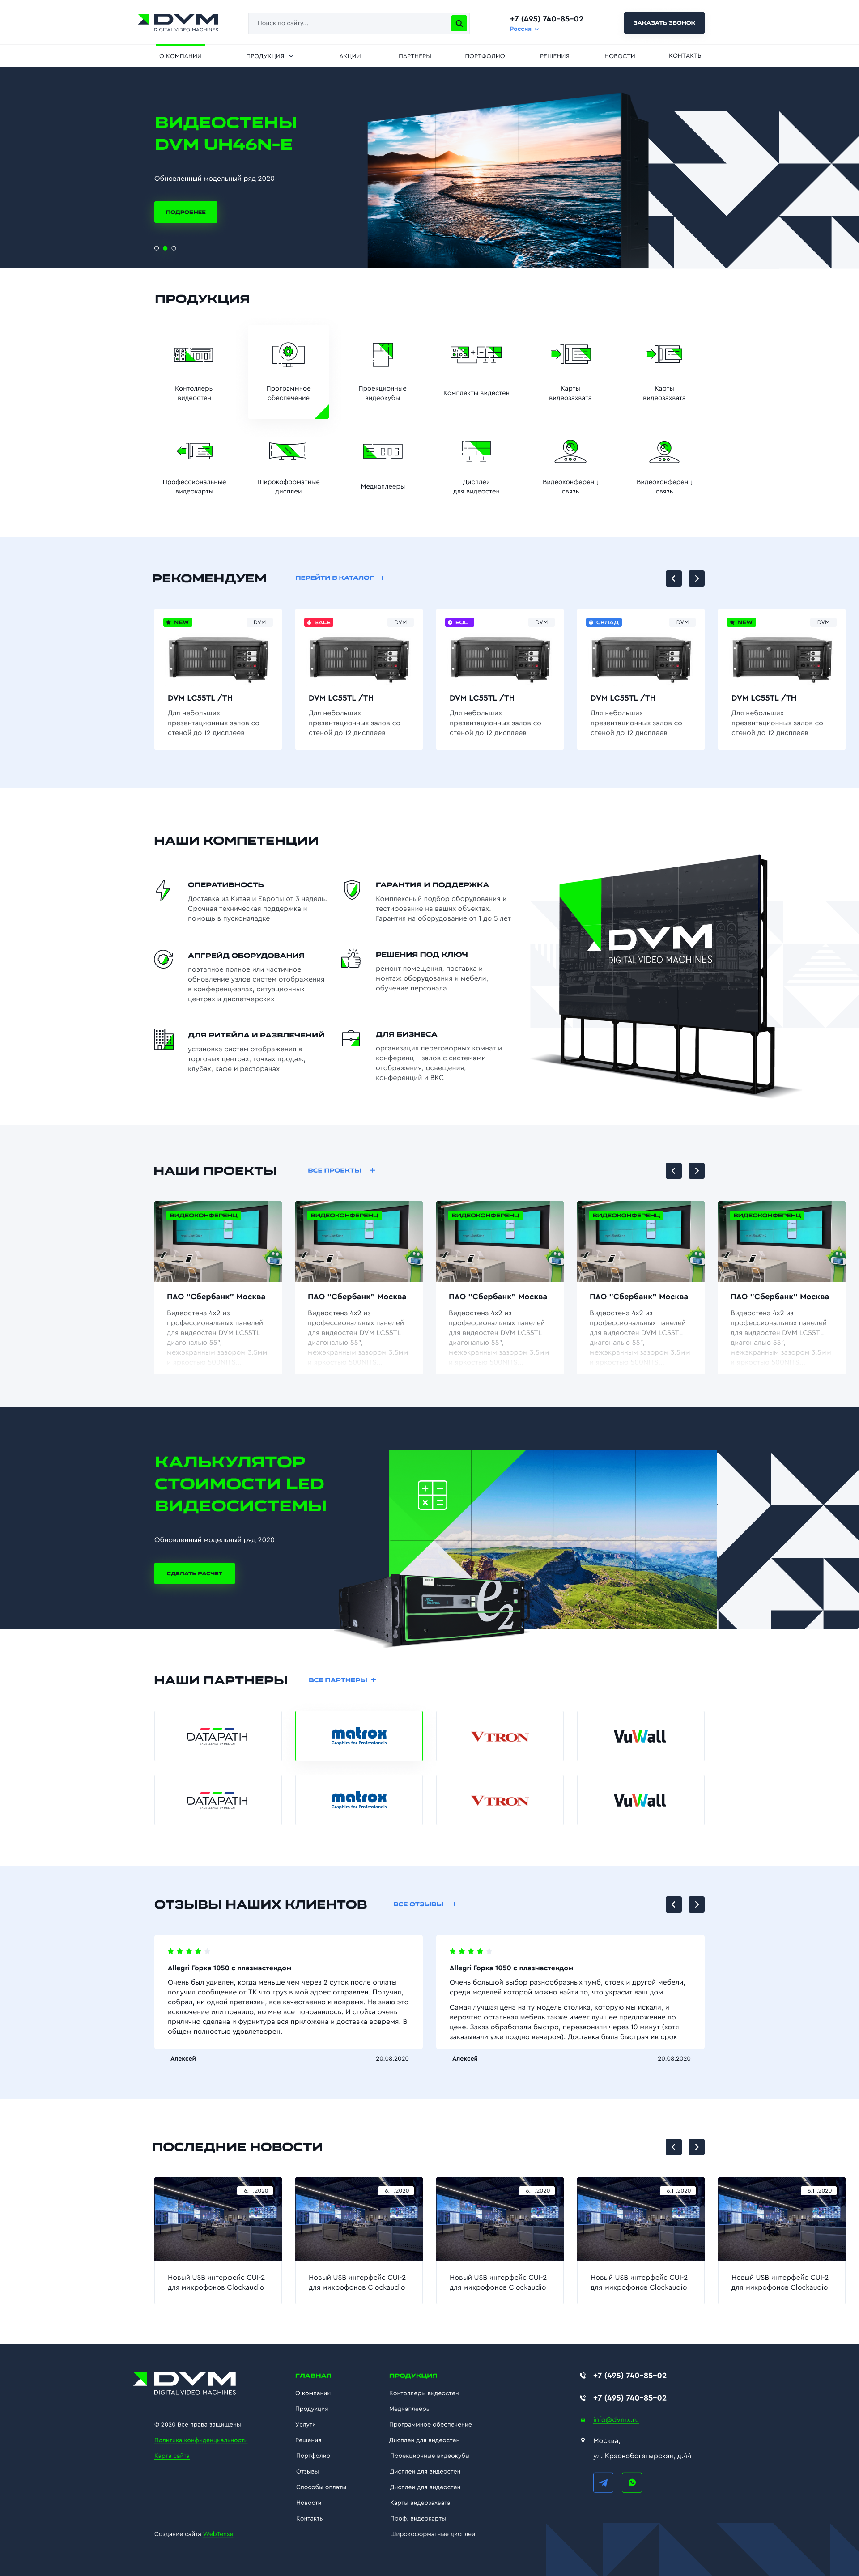 DVM
DIGITAL VIDEO MACHINES
Поиск по сайту...
+7 (495) 740-85-02
Россия
ЗАКАЗАТЬ ЗВОНОК
О КОМПАНИИ
ПРОДУКЦИЯ
АКЦИИ
ПАРТНЕРЫ
ПОРТФОЛИО
РЕШЕНИЯ
НОВОСТИ
КОНТАКТЫ
ВИДЕОСТЕНЫ
DVM UH46N-E
Обновленный модельный ряд 2020
ПОДРОБНЕЕ
ПРОДУКЦИЯ
Контоллеры
видеостен
Программное
обеспечение
Проекционные
видеокубы
Комплекты видестен
Карты
видеозахвата
Карты
видеозахвата
Профессиональные
видеокарты
Широкоформатные
дисплеи
Медиаплееры
Дисплеи
для видеостен
Видеоконференц
связь
Видеоконференц
связь
РЕКОМЕНДУЕМ
ПЕРЕЙТИ В КАТАЛОГ +
NEW
DVM
DVM LC55TL /TH
Для небольших
презентационных залов со
стеной до 12 дисплеев
SALE
DVM
DVM LC55TL /TH
Для небольших
презентационных залов со
стеной до 12 дисплеев
EOL
DVM
DVM LC55TL /TH
Для небольших
презентационных залов со
стеной до 12 дисплеев
СКЛАД
DVM
DVM LC55TL /TH
Для небольших
презентационных залов со
стеной до 12 дисплеев
NEW
DVM
DVM LC55TL /TH
Для небольших
презентационных залов со
стеной до 12 дисплеев
НАШИ КОМПЕТЕНЦИИ
ОПЕРАТИВНОСТЬ
Доставка из Китая и Европы от 3 недель.
Срочная техническая поддержка и
помощь в пусконаладке
ГАРАНТИЯ И ПОДДЕРЖКА
Комплексный подбор оборудования и
тестирование на ваших объектах.
Гарантия на оборудование от 1 до 5 лет
АПГРЕЙД ОБОРУДОВАНИЯ
поэтапное полное или частичное
обновление узлов систем отображения
в конференц-залах, ситуационных
центрах и диспетчерских
РЕШЕНИЯ ПОД КЛЮЧ
ремонт помещения, поставка и
монтаж оборудования и мебели,
обучение персонала
ДЛЯ РИТЕЙЛА И РАЗВЛЕЧЕНИЙ
установка систем отображения в
торговых центрах, точках продаж,
клубах, кафе и ресторанах
ДЛЯ БИЗНЕСА
организация переговорных комнат и
конференц - залов с системами
отображения, освещения,
конференций и ВКС
DVM
DIGITAL VIDEO MACHINES
НАШИ ПРОЕКТЫ
ВСЕ ПРОЕКТЫ +
ВИДЕОКОНФЕРЕНЦ
ПАО "Сбербанк" Москва
Видеостена 4х2 из
профессиональных панелей
для видеостен DVM LC55TL
диагональю 55",
межэкранным зазором 3.5мм
ВИДЕОКОНФЕРЕНЦ
ПАО "Сбербанк" Москва
Видеостена 4х2 из
профессиональных панелей
для видеостен DVM LC55TL
диагональю 55",
межэкранным зазором 3.5мм
ВИДЕОКОНФЕРЕНЦ
ПАО "Сбербанк" Москва
Видеостена 4х2 из
профессиональных панелей
для видеостен DVM LC55TL
диагональю 55",
межэкранным зазором 3.5мм
ВИДЕОКОНФЕРЕНЦ
ПАО "Сбербанк" Москва
Видеостена 4х2 из
профессиональных панелей
для видеостен DVM LC55TL
диагональю 55",
межэкранным зазором 3.5мм
ВИДЕОКОНФЕРЕНЦ
ПАО "Сбербанк" Москва
Видеостена 4х2 из
профессиональных панелей
для видеостен DVM LC55TL
диагональю 55",
межэкранным зазором 3.5мм
КАЛЬКУЛЯТОР
СТОИМОСТИ LED
ВИДЕОСИСТЕМЫ
Обновленный модельный ряд 2020
СДЕЛАТЬ РАСЧЕТ
e2
НАШИ ПАРТНЕРЫ
ВСЕ ПАРТНЕРЫ +
DATAPATH
EXCELLENCE BY DESIGN
matrox
Graphics for Professionals
VTRON
VuWall
DATAPATH
EXCELLENCE BY DESIGN
matrox
Graphics for Professionals
VTRON
VuWall
ОТЗЫВЫ НАШИХ КЛИЕНТОВ
ВСЕ ОТЗЫВЫ +
Allegri Горка 1050 с плазмастендом
Очень был удивлен, когда меньше чем через 2 суток после оплаты
получил сообщение от ТК что груз в мой адрес отправлен. Получил,
собрал, ни одной претензии, все качественно и вовремя. Не знаю это
исключение или правило, но мне все понравилось. И стойка очень
прилично сделана и фурнитура вся приложена и доставка вовремя. В
общем полностью удовлетворен.
Алексей
20.08.2020
Allegri Горка 1050 с плазмастендом
Очень большой выбор разнообразных тумб, стоек и другой мебели,
среди моделей которой можно найти то, что украсит ваш дом.
Самая лучшая цена на ту модель столика, которую мы искали, и
вероятно остальная мебель также имеет лучшее предложение по
цене. Заказ обработали быстро, перезвонили через 10 минут (хотя
заказывали уже поздно вечером). Доставка была быстрая ив срок
Алексей
20.08.2020
ПОСЛЕДНИЕ НОВОСТИ
16.11.2020
Новый USB интерфейс CUI-2
для микрофонов Clockaudio
16.11.2020
Новый USB интерфейс CUI-2
для микрофонов Clockaudio
16.11.2020
Новый USB интерфейс CUI-2
для микрофонов Clockaudio
16.11.2020
Новый USB интерфейс CUI-2
для микрофонов Clockaudio
16.11.2020
Новый USB интерфейс CUI-2
для микрофонов Clockaudio
DVM
DIGITAL VIDEO MACHINES
© 2020 Все права защищены
Политика конфиденциальности
Карта сайта
Создание сайта WebTense
ГЛАВНАЯ
О компании
Продукция
Услуги
Решения
Портфолио
Отзывы
Способы оплаты
Новости
Контакты
ПРОДУКЦИЯ
Контоллеры видеостен
Медиаплееры
Программное обеспечение
Дисплеи для видеостен
Проекционные видеокубы
Дисплеи для видеостен
Дисплеи для видеостен
Карты видеозахвата
Проф. видеокарты
Широкоформатные дисплеи
+7 (495) 740-85-02
+7 (495) 740-85-02
info@dvmx.ru
Москва,
ул. Краснобогатырская, д.44